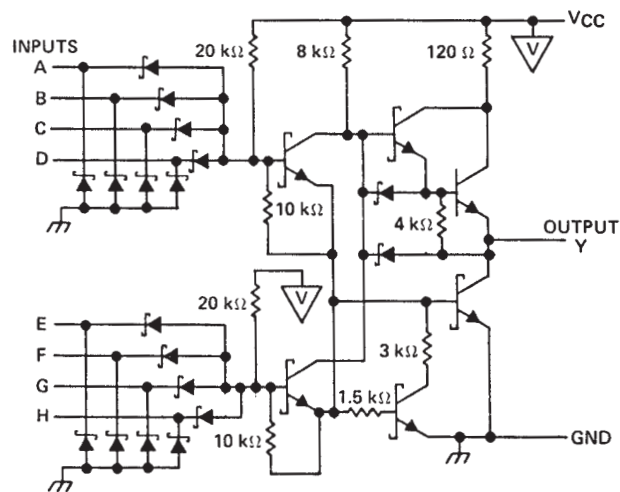 VCC
INPUTS
20 kΩ
8 kΩ
120 Ω
V
A
B
C
D
10 kΩ
4 kΩ
OUTPUT
Y
20 kΩ
V
E
F
G
H
3 kΩ
1.5 kΩ
10 kΩ
GND